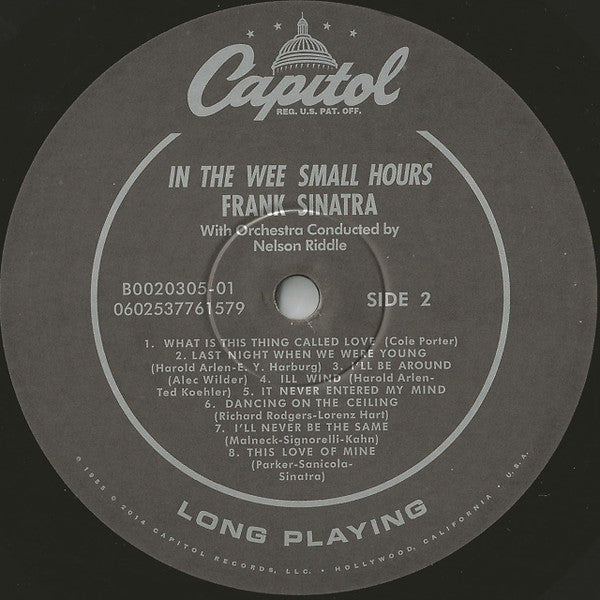 Capitol
REG. U.S. PAT. OFF.
IN THE WEE SMALL HOURS
FRANK SINATRA
With Orchestra Conducted by
Nelson Riddle
B0020305-01
0602537761579
SIDE 2
1. WHAT IS THIS THING CALLED LOVE (Cole Porter)
2. LAST NIGHT WHEN WE WERE YOUNG
(Harold Arlen-E. Y. Harburg) 3. I'LL BE AROUND
(Alec Wilder) 4. ILL WIND (Harold Arlen-
Ted Koehler) 5. IT NEVER ENTERED MY MIND
6. DANCING ON THE CEILING
(Richard Rodgers-Lorenz Hart)
7. I'LL NEVER BE THE SAME
(Malneck-Signorelli-Kahn)
8. THIS LOVE OF MINE
(Parker-Sanicola-
Sinatra)
LONG PLAYING
℗ 1955 © 2014 CAPITOL RECORDS, LLC. • HOLLYWOOD, CALIFORNIA • U.S.A.